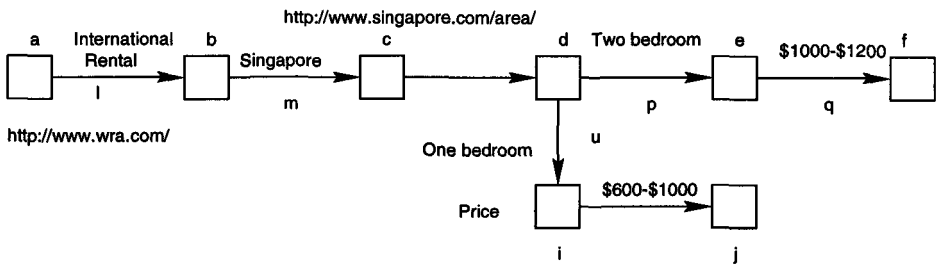 http://www.singapore.com/area/
a
International
Rental
b
Singapore
c
d
Two bedroom
e
$1000-$1200
f
l
m
p
q
http://www.wra.com/
One bedroom
u
Price
$600-$1000
i
j